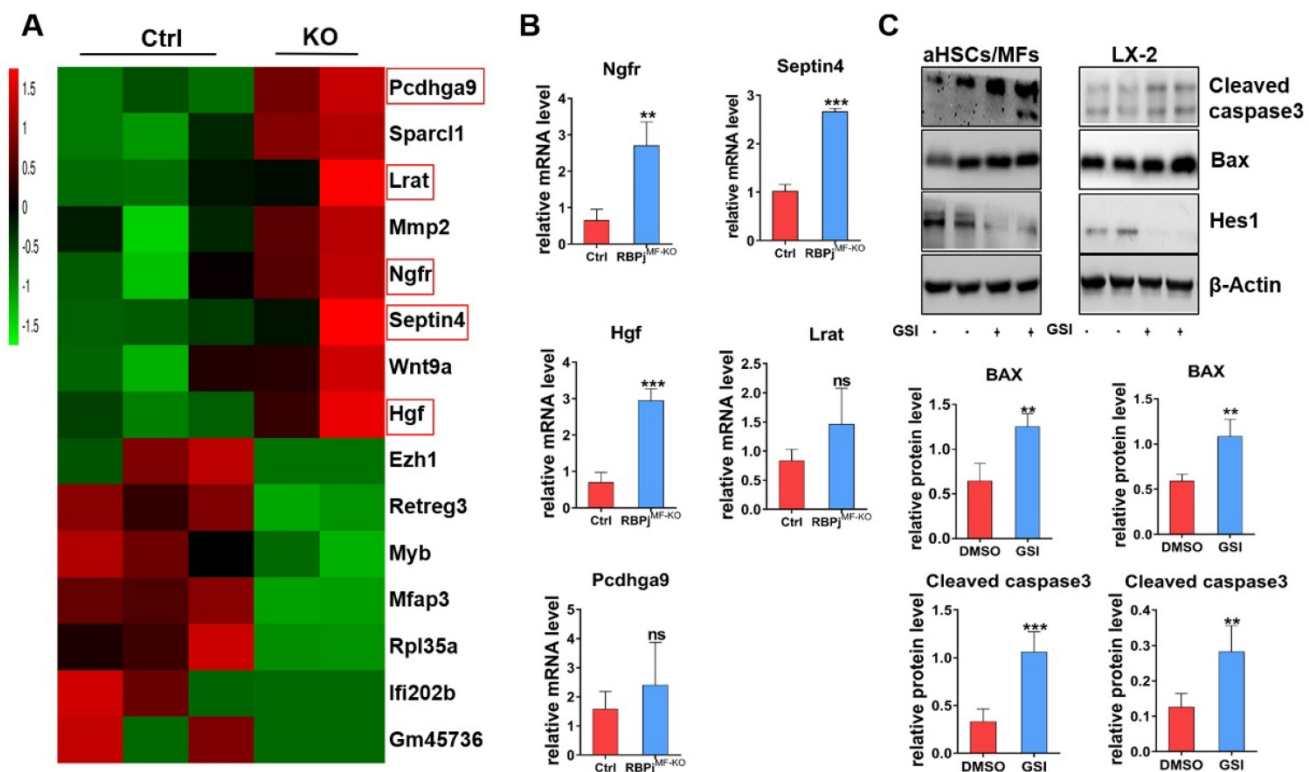 A
Ctrl
KO
1.5
1
0.5
0
-0.5
-1
-1.5
Pcdhga9
Sparcl1
Lrat
Mmp2
Ngfr
Septin4
Wnt9a
Hgf
Ezh1
Retreg3
Myb
Mfap3
Rpl35a
Ifi202b
Gm45736
B
Ngfr
relative mRNA level
4
3
2
1
0
**
Ctrl RBPj^MF-KO
Septin4
relative mRNA level
3
2
1
0
***
Ctrl RBPj^MF-KO
Hgf
relative mRNA level
4
3
2
1
0
***
Ctrl RBPj^MF-KO
Lrat
relative mRNA level
2.5
2.0
1.5
1.0
0.5
0.0
ns
Ctrl RBPj^MF-KO
Pcdhga9
relative mRNA level
5
4
3
2
1
0
ns
Ctrl RBPj^MF-KO
C
aHSCs/MFs
LX-2
Cleaved
caspase3
Bax
Hes1
β-Actin
GSI - - + +
GSI - - + +
BAX
relative protein level
1.5
1.0
0.5
0.0
**
DMSO GSI
BAX
relative protein level
1.5
1.0
0.5
0.0
**
DMSO GSI
Cleaved caspase3
relative protein level
1.5
1.0
0.5
0.0
***
DMSO GSI
Cleaved caspase3
relative protein level
0.4
0.3
0.2
0.1
0.0
**
DMSO GSI